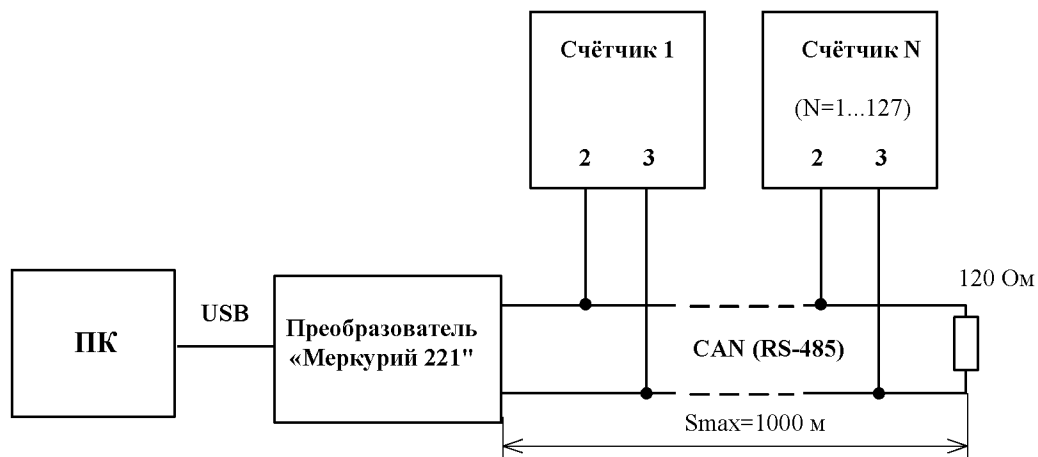 Счётчик 1
Счётчик N
(N=1...127)
2 3
2 3
120 Ом
ПК
USB
Преобразователь
«Меркурий 221"
CAN (RS-485)
Smax=1000 м